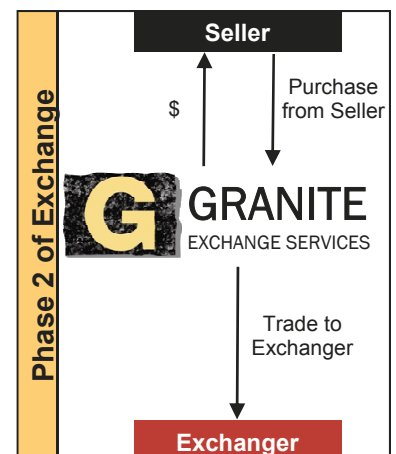 Seller
$
Purchase
from Seller
Phase 2 of Exchange
G
GRANITE
EXCHANGE SERVICES
Trade to
Exchanger
Exchanger